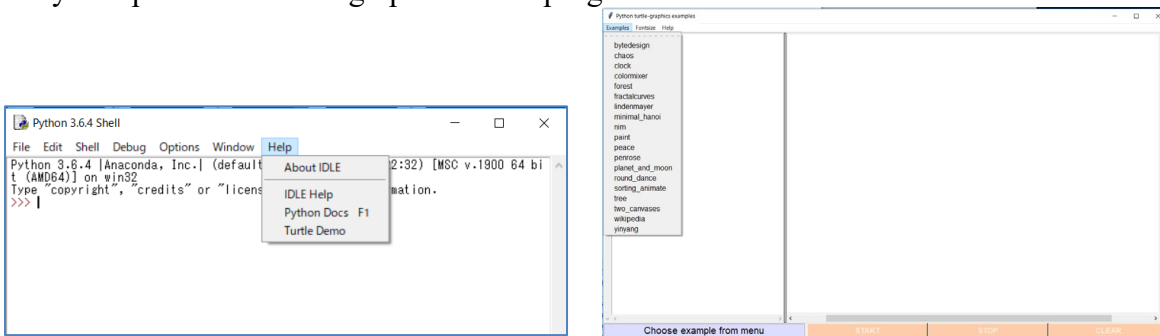 Python 3.6.4 Shell
File Edit Shell Debug Options Window Help
Python 3.6.4 |Anaconda, Inc.| (default 2:32) [MSC v.1900 64 bi
t (AMD64)] on win32
Type "copyright", "credits" or "licens mation.
>>>
About IDLE
IDLE Help
Python Docs F1
Turtle Demo
Python turtle-graphics examples
Examples Fontsize Help
bytedesign
chaos
clock
colormixer
forest
fractalcurves
lindenmayer
minimal_hanoi
nim
paint
peace
penrose
planet_and_moon
round_dance
sorting_animate
tree
two_canvases
wikipedia
yinyang
Choose example from menu
START STOP CLEAR